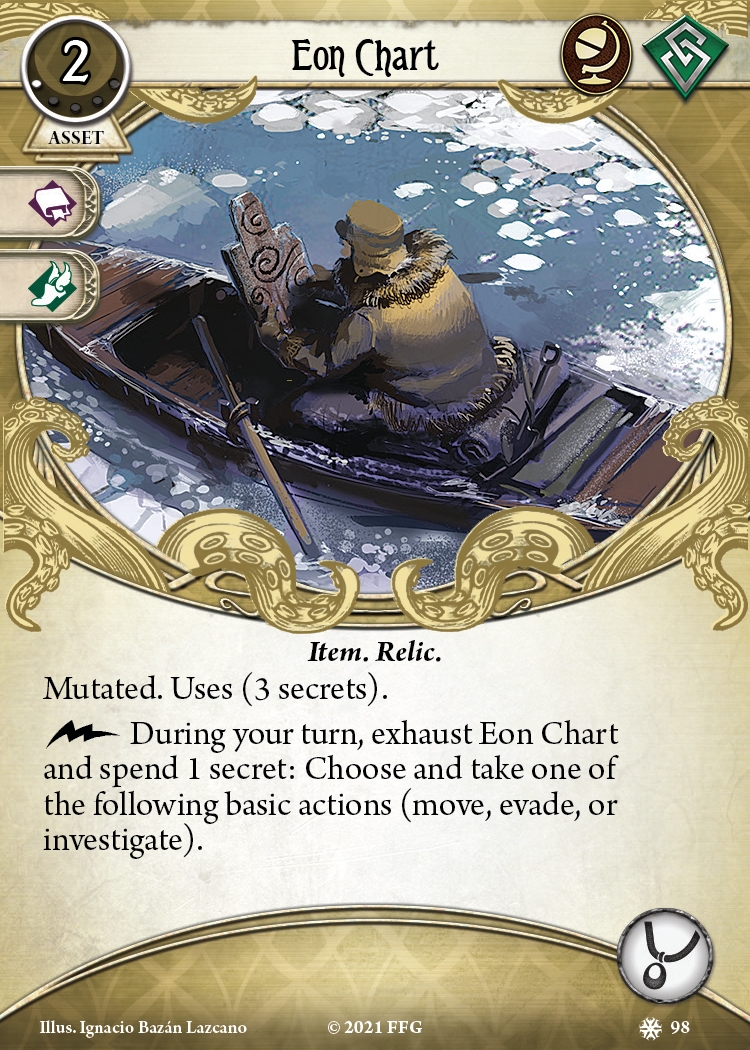 2
Eon Chart
ASSET
Item. Relic.
Mutated. Uses (3 secrets).
During your turn, exhaust Eon Chart
and spend 1 secret: Choose and take one of
the following basic actions (move, evade, or
investigate).
Illus. Ignacio Bazán Lazcano © 2021 FFG 98